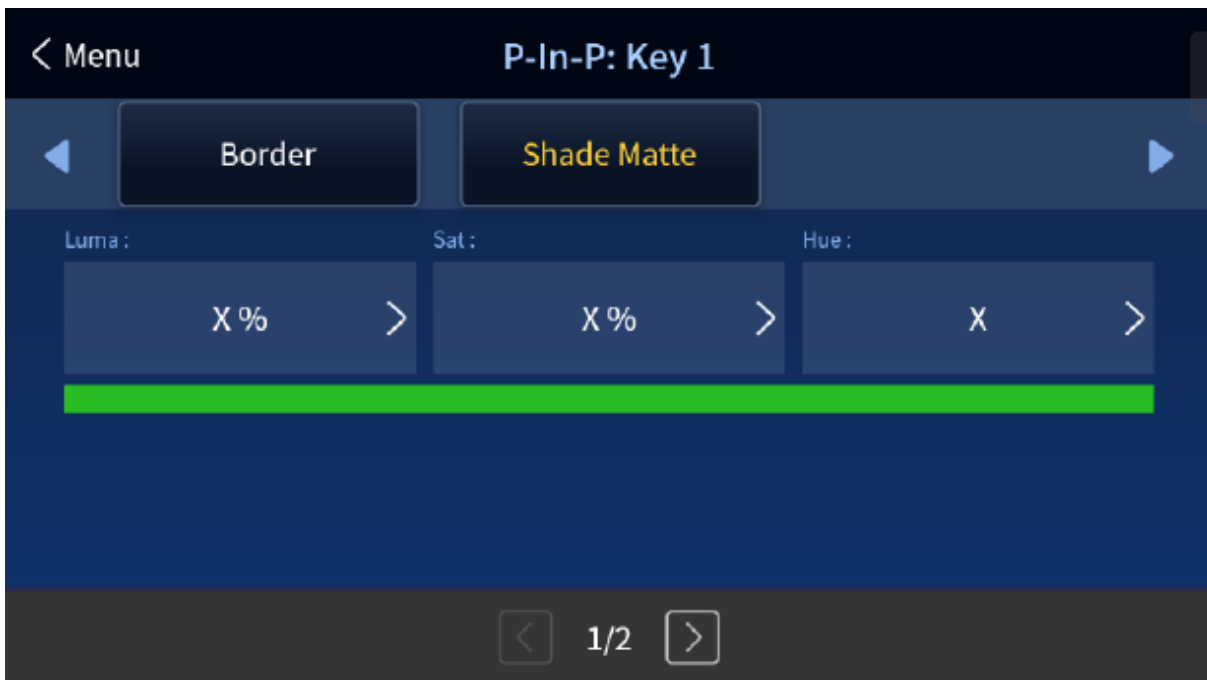 Menu
P-In-P: Key 1
Border
Shade Matte
Luma :
Sat :
Hue :
X %
X %
X
1/2